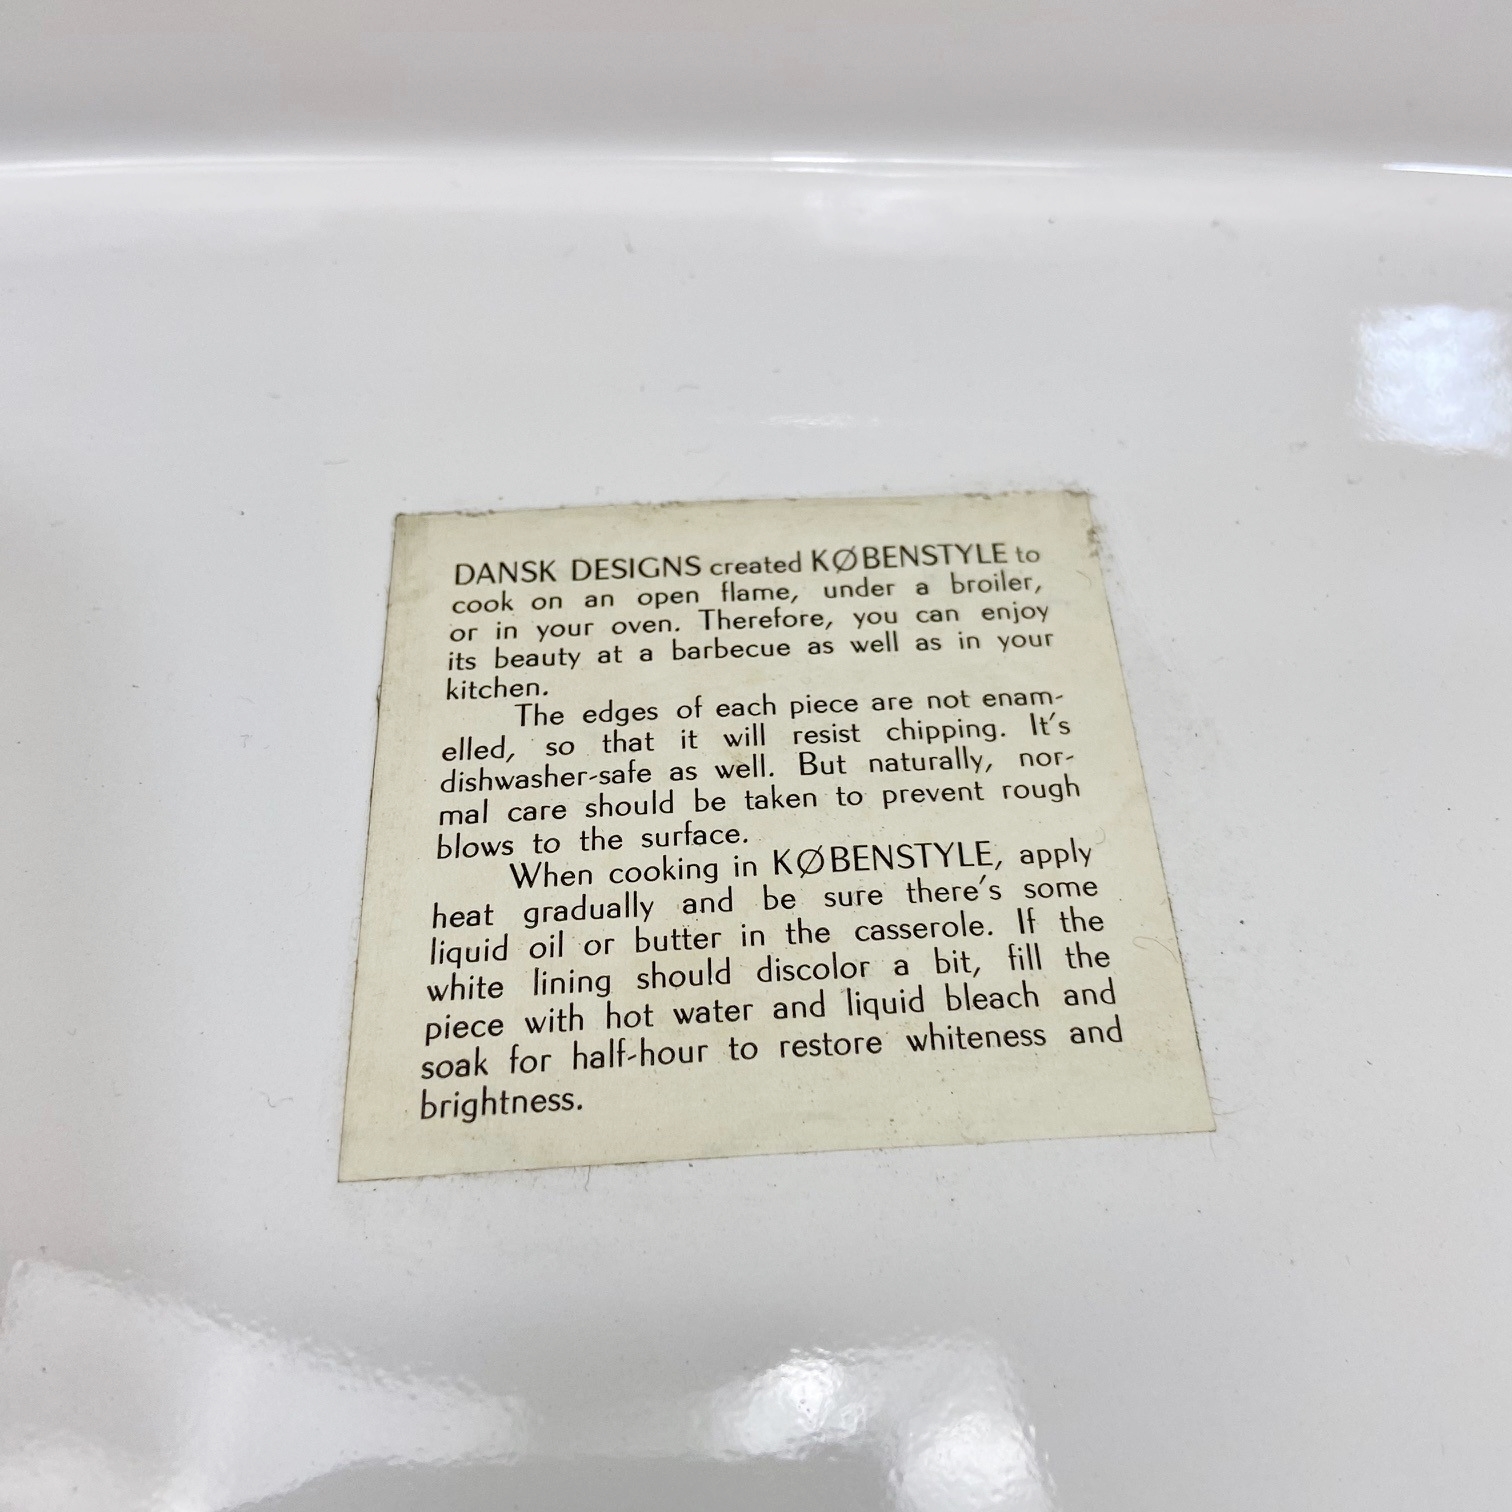 DANSK DESIGNS created KØBENSTYLE to
cook on an open flame, under a broiler,
or in your oven. Therefore, you can enjoy
its beauty at a barbecue as well as in your
kitchen.
The edges of each piece are not enam-
elled, so that it will resist chipping. It's
dishwasher-safe as well. But naturally, nor-
mal care should be taken to prevent rough
blows to the surface.
When cooking in KØBENSTYLE, apply
heat gradually and be sure there's some
liquid oil or butter in the casserole. If the
white lining should discolor a bit, fill the
piece with hot water and liquid bleach and
soak for half-hour to restore whiteness and
brightness.